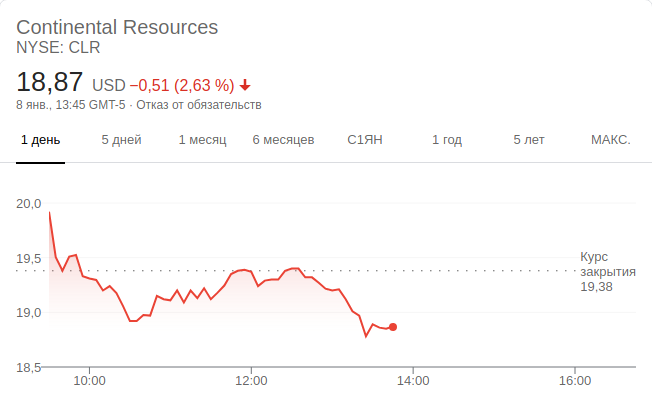 Continental Resources
NYSE: CLR
18,87 USD −0,51 (2,63 %)
8 янв., 13:45 GMT-5 · Отказ от обязательств
1 день 5 дней 1 месяц 6 месяцев С1ЯН 1 год 5 лет МАКС.
20,0
19,5
Курс
закрытия
19,38
19,0
18,5
10:00 12:00 14:00 16:00